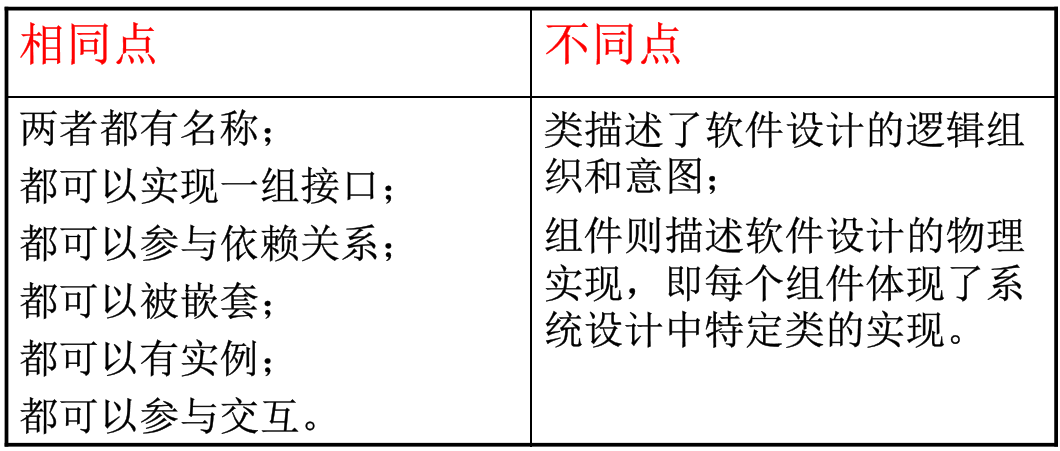 相同点
不同点
两者都有名称；
都可以实现一组接口；
都可以参与依赖关系；
都可以被嵌套；
都可以有实例；
都可以参与交互。
类描述了软件设计的逻辑组
织和意图；
组件则描述软件设计的物理
实现，即每个组件体现了系
统设计中特定类的实现。